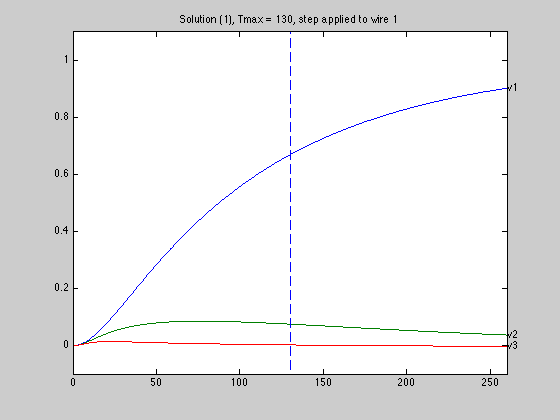 Solution (1), Tmax = 130, step applied to wire 1
1
0.8
0.6
0.4
0.2
0
v1
v2
v3
0 50 100 150 200 250